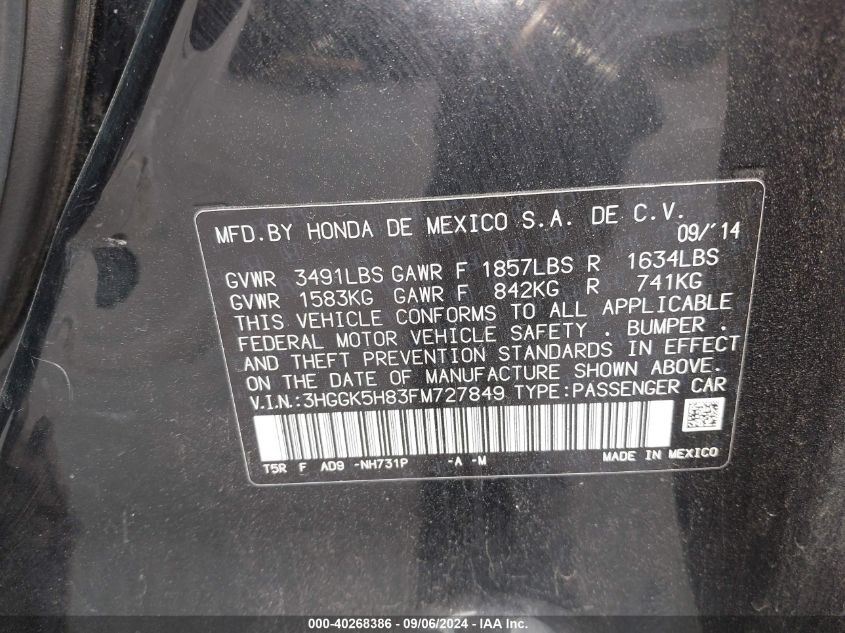 MFD.BY HONDA DE MEXICO S.A. DE C.V.
09/'14
GVWR 3491LBS GAWR F 1857LBS R 1634LBS
GVWR 1583KG GAWR F 842KG R 741KG
THIS VEHICLE CONFORMS TO ALL APPLICABLE
FEDERAL MOTOR VEHICLE SAFETY . BUMPER .
AND THEFT PREVENTION STANDARDS IN EFFECT
ON THE DATE OF MANUFACTURE SHOWN ABOVE.
V.I.N.:3HGGK5H83FM727849 TYPE:PASSENGER CAR
T5R F AD9 -NH731P -A -M
MADE IN MEXICO
000-40268386 - 09/06/2024 - IAAI.com